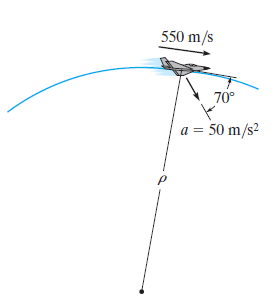 550 m/s
70°
a = 50 m/s²
ρ